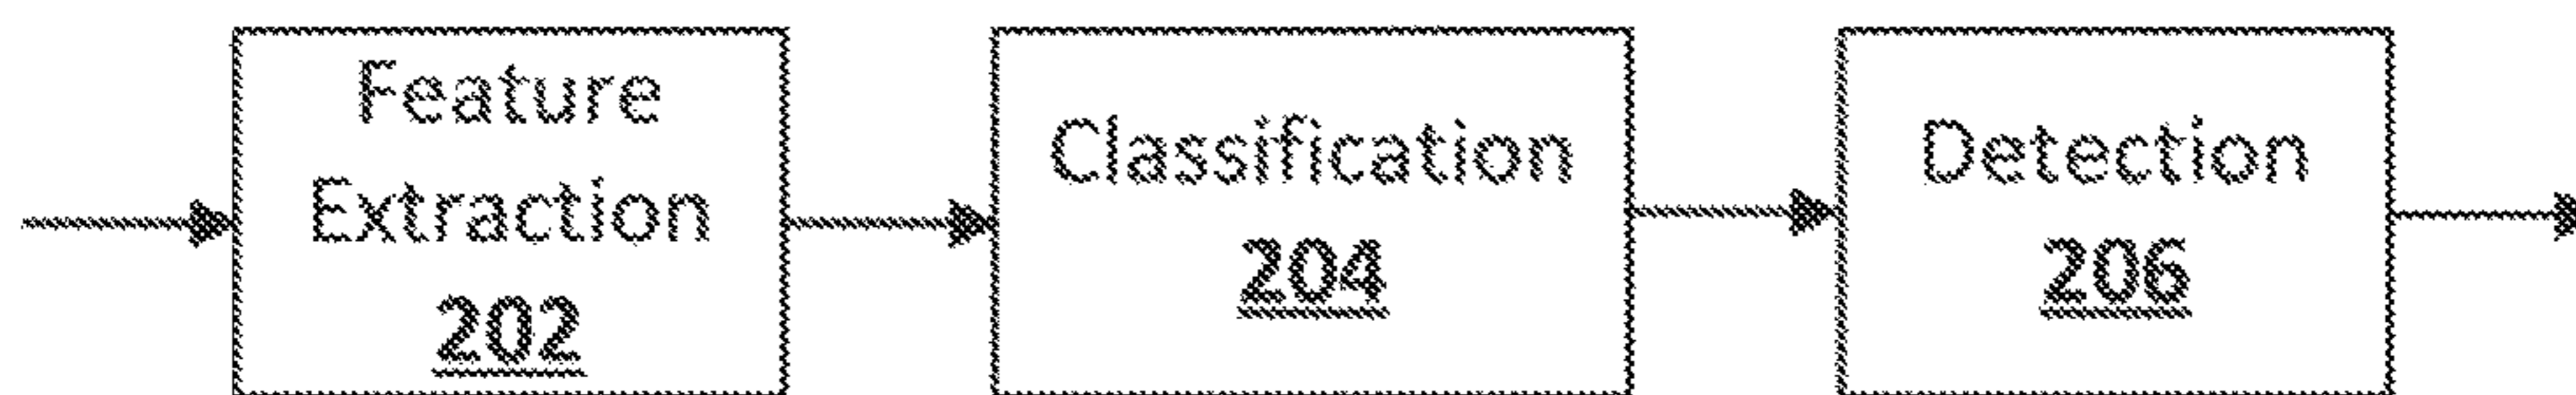 Feature
Extraction
202
Classification
204
Detection
206